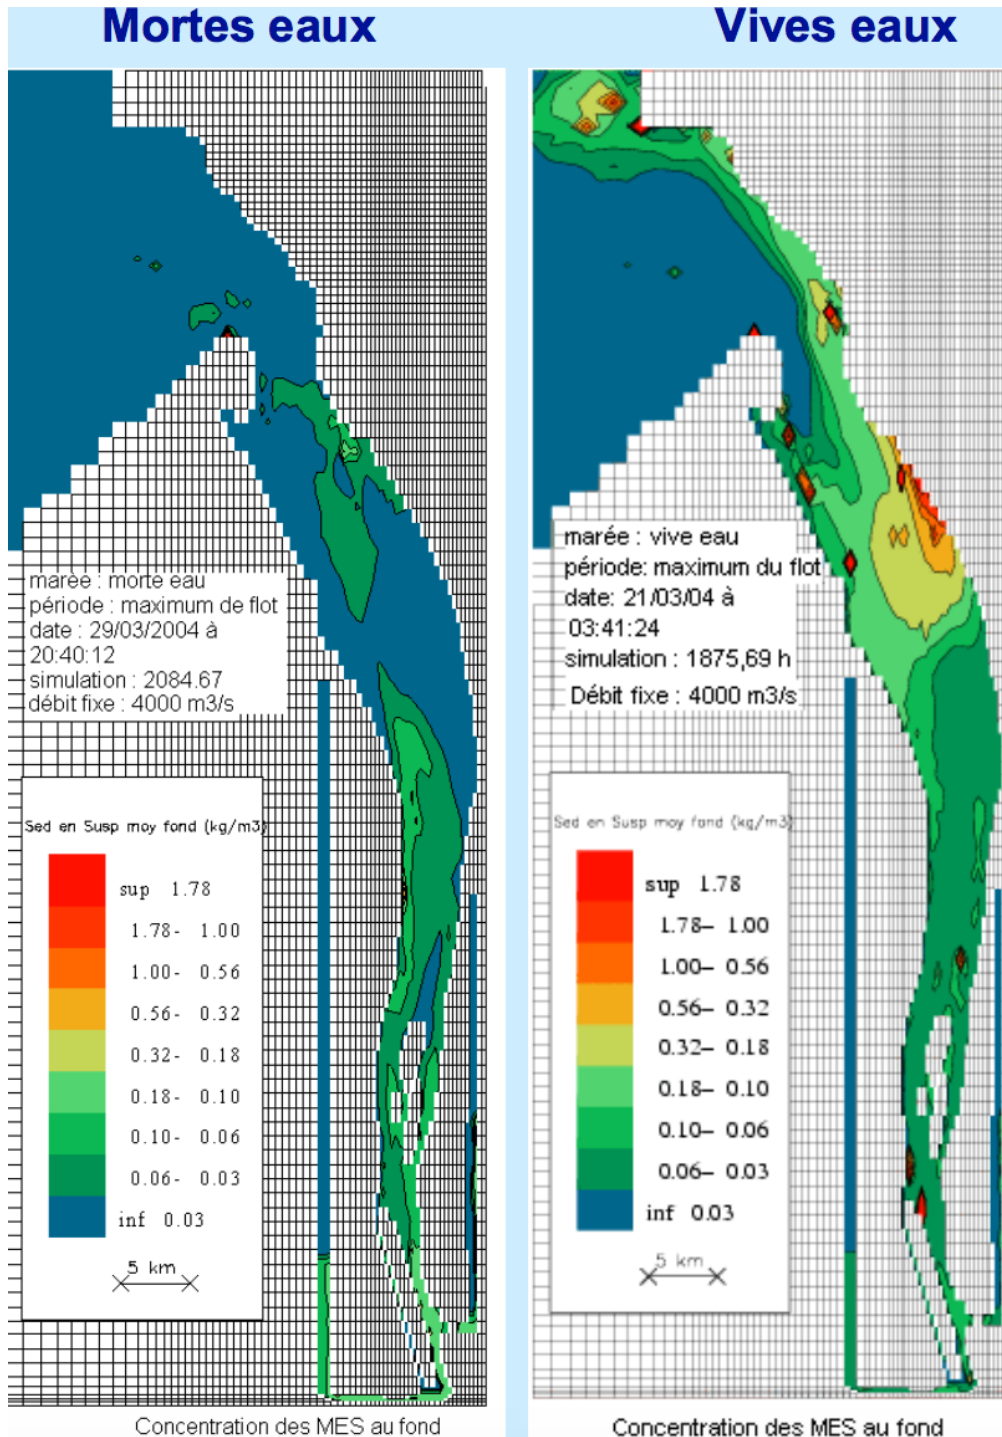 Mortes eaux
marée : morte eau
période : maximum de flot
date : 29/03/2004 à
20:40:12
simulation : 2084.67
débit fixe : 4000 m3/s
Sed en Susp moy fond (kg/m3)
sup 1.78
1.78- 1.00
1.00- 0.56
0.56- 0.32
0.32- 0.18
0.18- 0.10
0.10- 0.06
0.06- 0.03
inf 0.03
5 km
Concentration des MES au fond
Vives eaux
marée : vive eau
période: maximum du flot
date: 21/03/04 à
03:41:24
simulation : 1875,69 h
Débit fixe : 4000 m3/s
Sed en Susp moy fond (kg/m3)
sup 1.78
1.78– 1.00
1.00– 0.56
0.56– 0.32
0.32– 0.18
0.18– 0.10
0.10– 0.06
0.06– 0.03
inf 0.03
5 km
Concentration des MES au fond